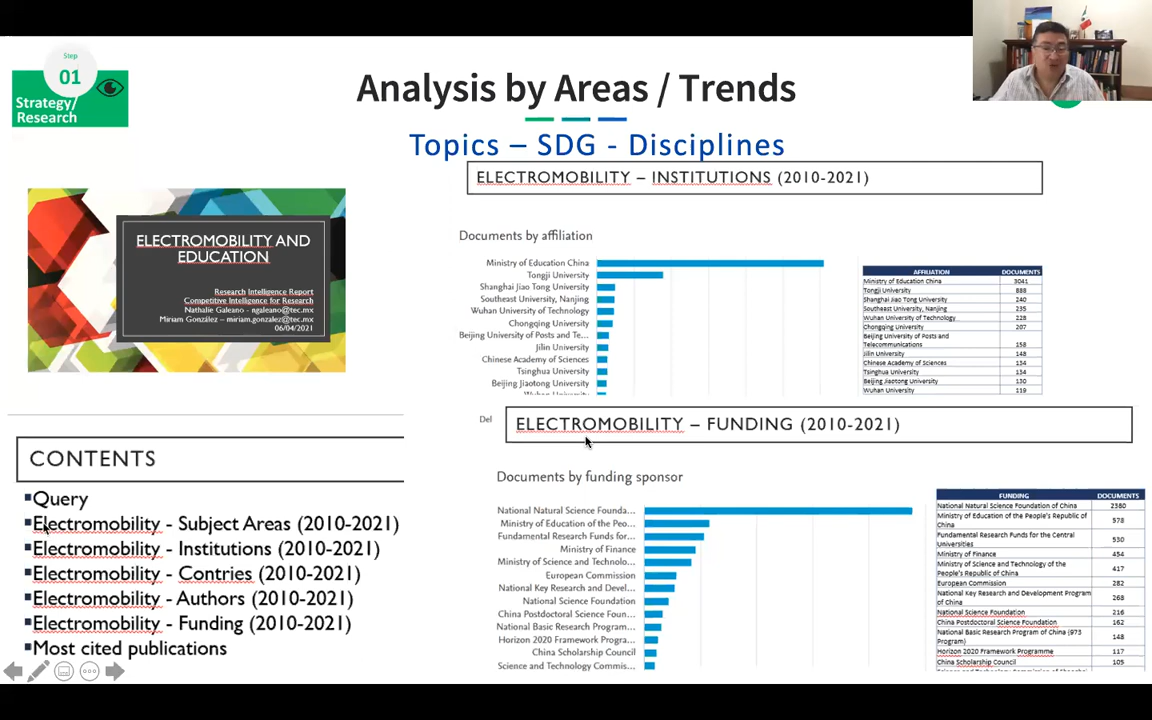 Step
01
Strategy/
Research
Analysis by Areas / Trends
Topics – SDG - Disciplines
ELECTROMOBILITY AND
EDUCATION
Research Intelligence Report
Competitive Intelligence for Research
Nathalie Galeano - ngaleano@tec.mx
Miriam González – miriam.gonzalez@tec.mx
06/04/2021
CONTENTS
▪Query
▪Electromobility - Subject Areas (2010-2021)
▪Electromobility - Institutions (2010-2021)
▪Electromobility - Contries (2010-2021)
▪Electromobility - Authors (2010-2021)
▪Electromobility - Funding (2010-2021)
▪Most cited publications
ELECTROMOBILITY – INSTITUTIONS (2010-2021)
Documents by affiliation
Ministry of Education China
Tongji University
Shanghai Jiao Tong University
Southeast University, Nanjing
Wuhan University of Technology
Chongqing University
Beijing University of Posts and Te...
Jilin University
Chinese Academy of Sciences
Tsinghua University
Beijing Jiaotong University
AFFILIATION DOCUMENTS
Ministry of Education China 3041
Tongji University 888
Shanghai Jiao Tong University 240
Southeast University, Nanjing 235
Wuhan University of Technology 228
Chongqing University 207
Beijing University of Posts and
Telecommunications 158
Jilin University 148
Chinese Academy of Sciences 134
Tsinghua University 134
Beijing Jiaotong University 130
Wuhan University 119
Del
ELECTROMOBILITY – FUNDING (2010-2021)
Documents by funding sponsor
National Natural Science Founda...
Ministry of Education of the Peo...
Fundamental Research Funds for...
Ministry of Finance
Ministry of Science and Technolo...
European Commission
National Key Research and Devel...
National Science Foundation
China Postdoctoral Science Foun...
National Basic Research Program...
Horizon 2020 Framework Progra...
China Scholarship Council
Science and Technology Commis...
FUNDING DOCUMENTS
National Natural Science Foundation of China 2380
Ministry of Education of the People's Republic of
China 578
Fundamental Research Funds for the Central
Universities 530
Ministry of Finance 454
Ministry of Science and Technology of the
People's Republic of China 417
European Commission 282
National Key Research and Development Program
of China 268
National Science Foundation 216
China Postdoctoral Science Foundation 162
National Basic Research Program of China (973
Program) 148
Horizon 2020 Framework Programme 117
China Scholarship Council 105